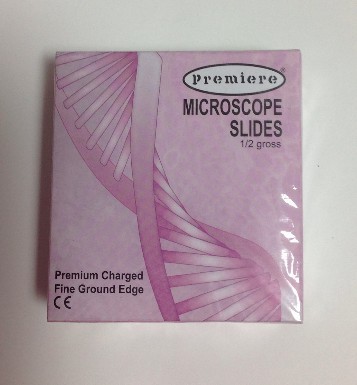 premiere®
MICROSCOPE
SLIDES
1/2 gross
Premium Charged
Fine Ground Edge
CE